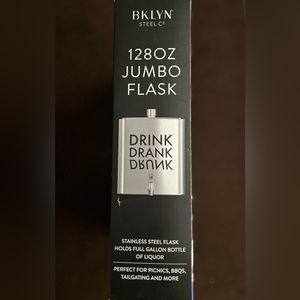 BKLYN
STEEL Cº
128OZ
JUMBO
FLASK
DRINK
DRANK
DRUNK
STAINLESS STEEL FLASK
HOLDS FULL GALLON BOTTLE
OF LIQUOR
PERFECT FOR PICNICS, BBQS,
TAILGATING AND MORE